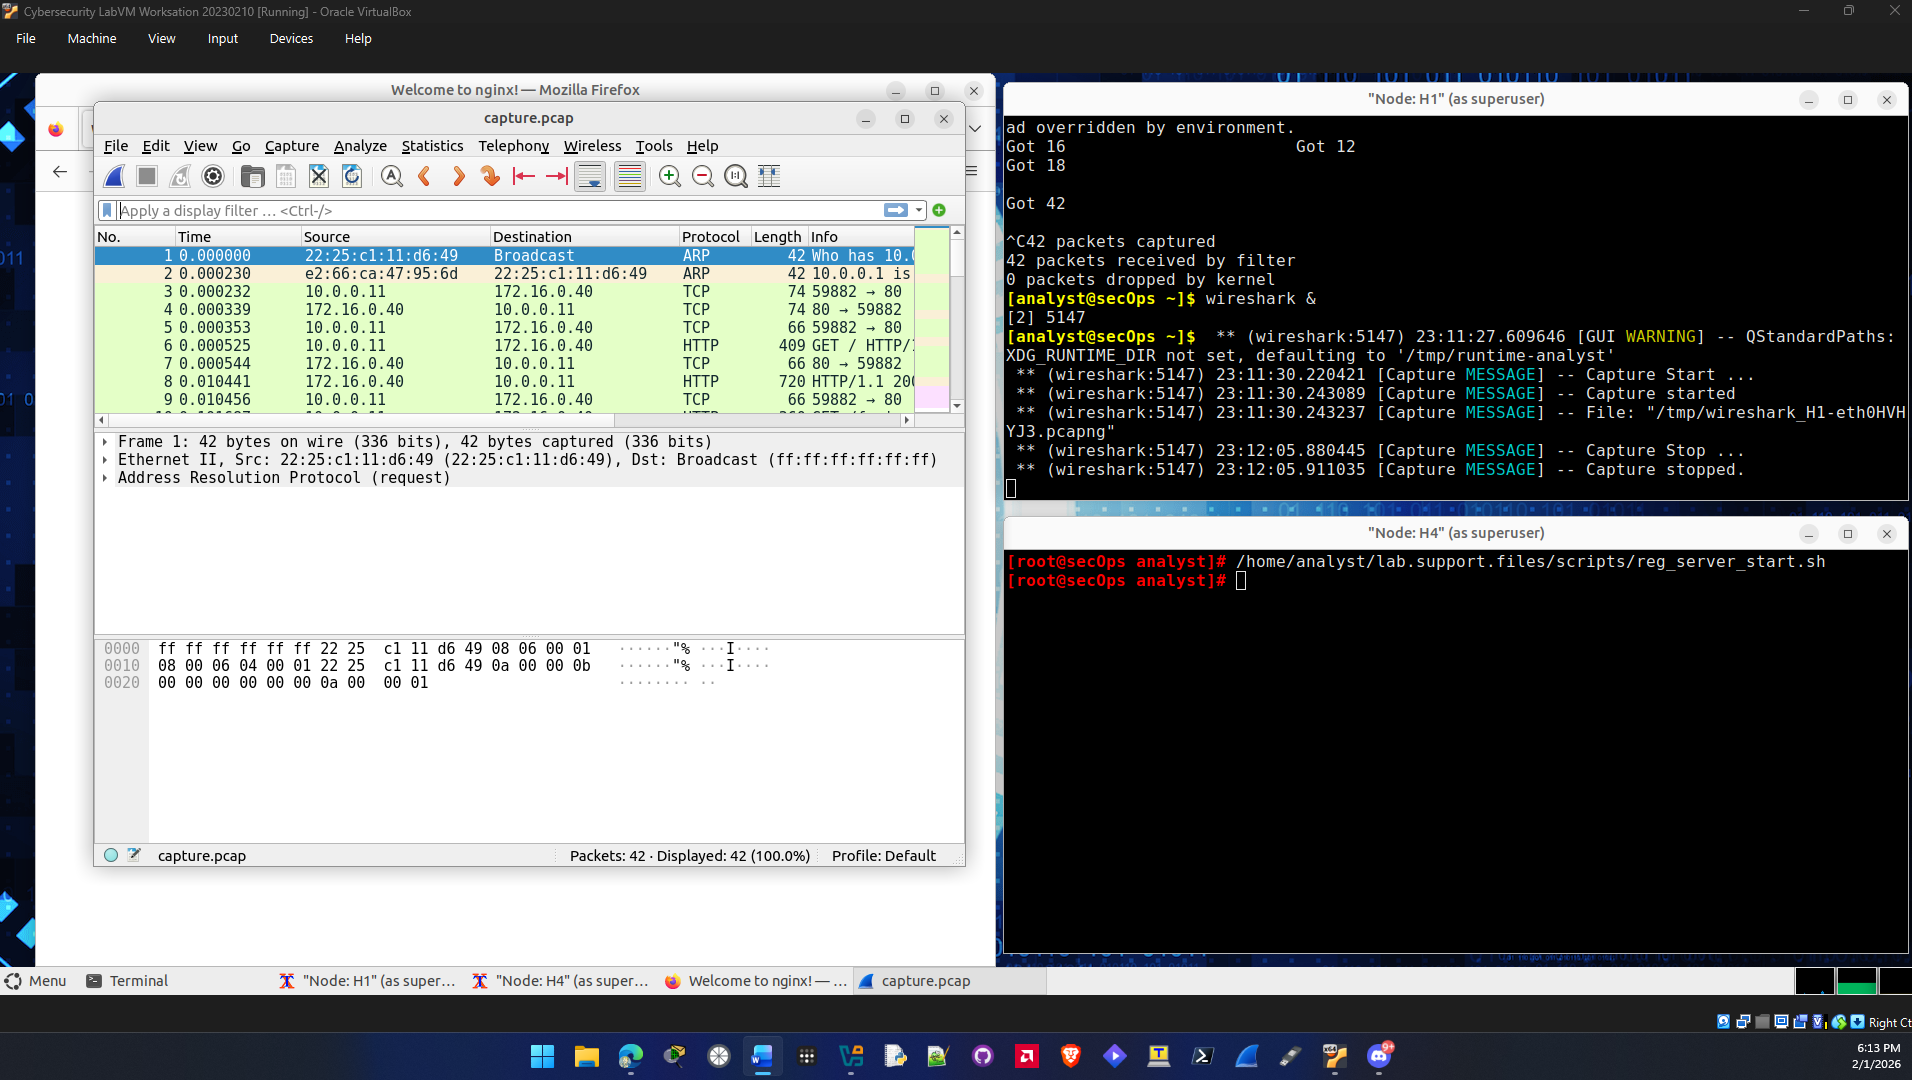 Cybersecurity LabVM Worksation 20230210 [Running] - Oracle VirtualBox
File Machine View Input Devices Help
Welcome to nginx! — Mozilla Firefox
capture.pcap
File Edit View Go Capture Analyze Statistics Telephony Wireless Tools Help
Apply a display filter … <Ctrl-/>
No. Time Source Destination Protocol Length Info
1 0.000000 22:25:c1:11:d6:49 Broadcast ARP 42 Who has 10.0
2 0.000230 e2:66:ca:47:95:6d 22:25:c1:11:d6:49 ARP 42 10.0.0.1 is
3 0.000232 10.0.0.11 172.16.0.40 TCP 74 59882 → 80
4 0.000339 172.16.0.40 10.0.0.11 TCP 74 80 → 59882
5 0.000353 10.0.0.11 172.16.0.40 TCP 66 59882 → 80
6 0.000525 10.0.0.11 172.16.0.40 HTTP 409 GET / HTTP/1
7 0.000544 172.16.0.40 10.0.0.11 TCP 66 80 → 59882
8 0.010441 172.16.0.40 10.0.0.11 HTTP 720 HTTP/1.1 200
9 0.010456 10.0.0.11 172.16.0.40 TCP 66 59882 → 80
Frame 1: 42 bytes on wire (336 bits), 42 bytes captured (336 bits)
Ethernet II, Src: 22:25:c1:11:d6:49 (22:25:c1:11:d6:49), Dst: Broadcast (ff:ff:ff:ff:ff:ff)
Address Resolution Protocol (request)
0000 ff ff ff ff ff ff 22 25 c1 11 d6 49 08 06 00 01 ······"% ···I····
0010 08 00 06 04 00 01 22 25 c1 11 d6 49 0a 00 00 0b ······"% ···I····
0020 00 00 00 00 00 00 0a 00 00 01 ········ ··
capture.pcap Packets: 42 · Displayed: 42 (100.0%) Profile: Default
"Node: H1" (as superuser)
ad overridden by environment.
Got 16 Got 12
Got 18
Got 42
^C42 packets captured
42 packets received by filter
0 packets dropped by kernel
[analyst@secOps ~]$ wireshark &
[2] 5147
[analyst@secOps ~]$ ** (wireshark:5147) 23:11:27.609646 [GUI WARNING] -- QStandardPaths:
XDG_RUNTIME_DIR not set, defaulting to '/tmp/runtime-analyst'
** (wireshark:5147) 23:11:30.220421 [Capture MESSAGE] -- Capture Start ...
** (wireshark:5147) 23:11:30.243089 [Capture MESSAGE] -- Capture started
** (wireshark:5147) 23:11:30.243237 [Capture MESSAGE] -- File: "/tmp/wireshark_H1-eth0HVH
YJ3.pcapng"
** (wireshark:5147) 23:12:05.880445 [Capture MESSAGE] -- Capture Stop ...
** (wireshark:5147) 23:12:05.911035 [Capture MESSAGE] -- Capture stopped.
"Node: H4" (as superuser)
[root@secOps analyst]# /home/analyst/lab.support.files/scripts/reg_server_start.sh
[root@secOps analyst]#
Menu Terminal "Node: H1" (as super... "Node: H4" (as super... Welcome to nginx! — ... capture.pcap
Right Ct
9+
6:13 PM
2/1/2026